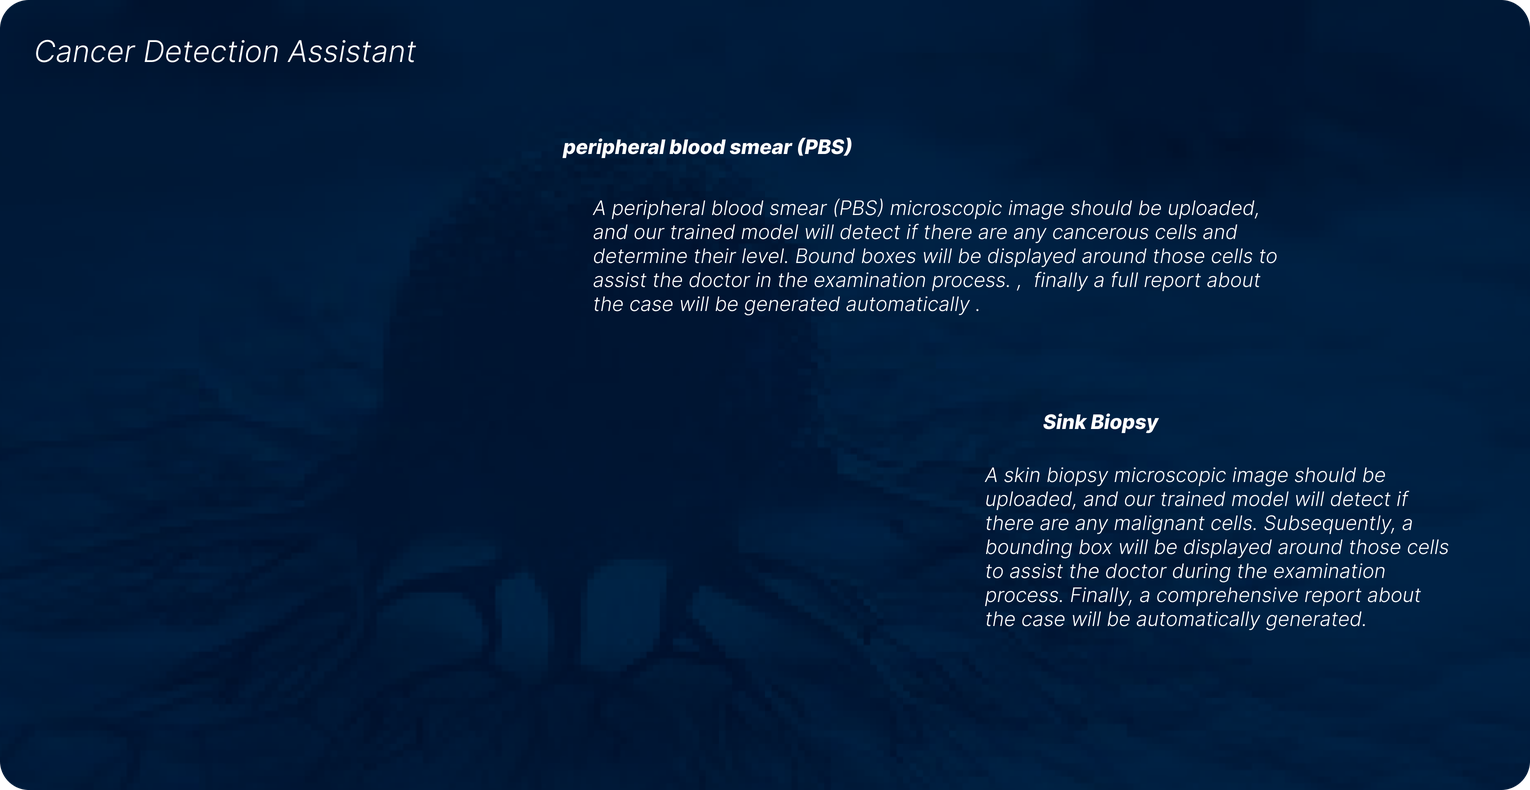 Cancer Detection Assistant
peripheral blood smear (PBS)
A peripheral blood smear (PBS) microscopic image should be uploaded,
and our trained model will detect if there are any cancerous cells and
determine their level. Bound boxes will be displayed around those cells to
assist the doctor in the examination process. ,  finally a full report about
the case will be generated automatically .
Sink Biopsy
A skin biopsy microscopic image should be
uploaded, and our trained model will detect if
there are any malignant cells. Subsequently, a
bounding box will be displayed around those cells
to assist the doctor during the examination
process. Finally, a comprehensive report about
the case will be automatically generated.